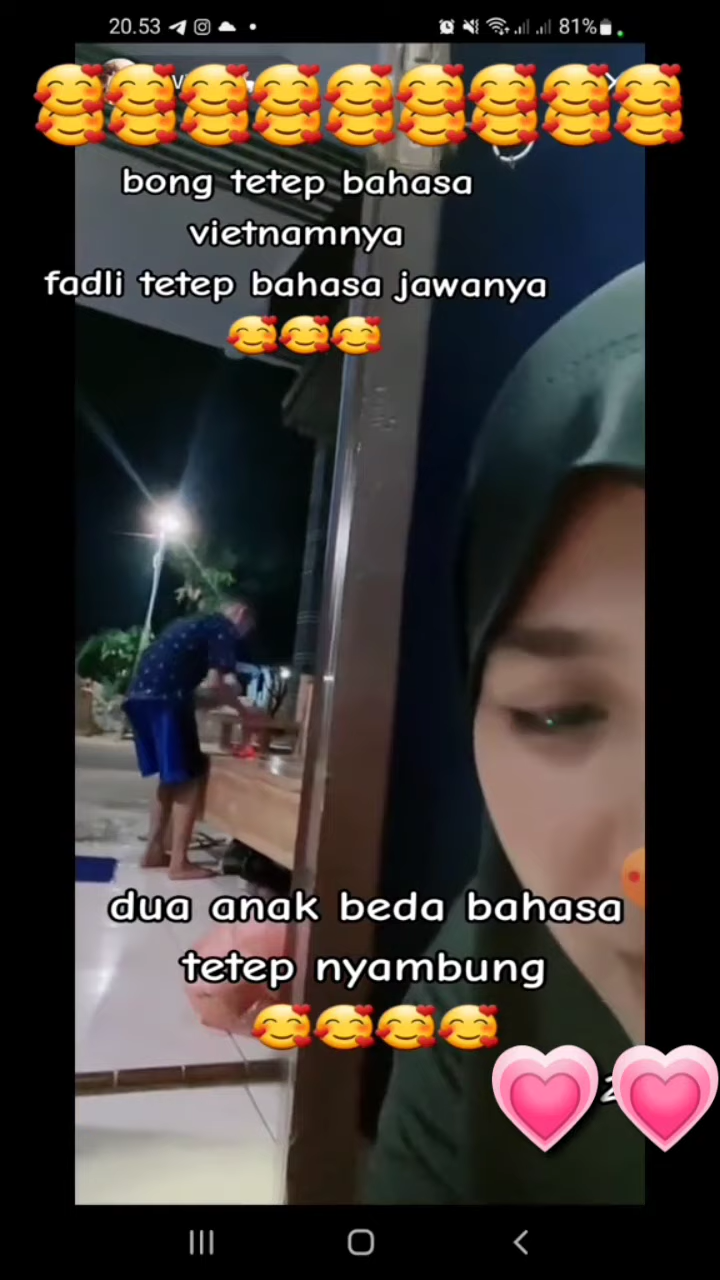 20.53
81%
bong tetep bahasa
vietnamnya
fadli tetep bahasa jawanya
🥰🥰🥰
dua anak beda bahasa
tetep nyambung
🥰🥰🥰🥰